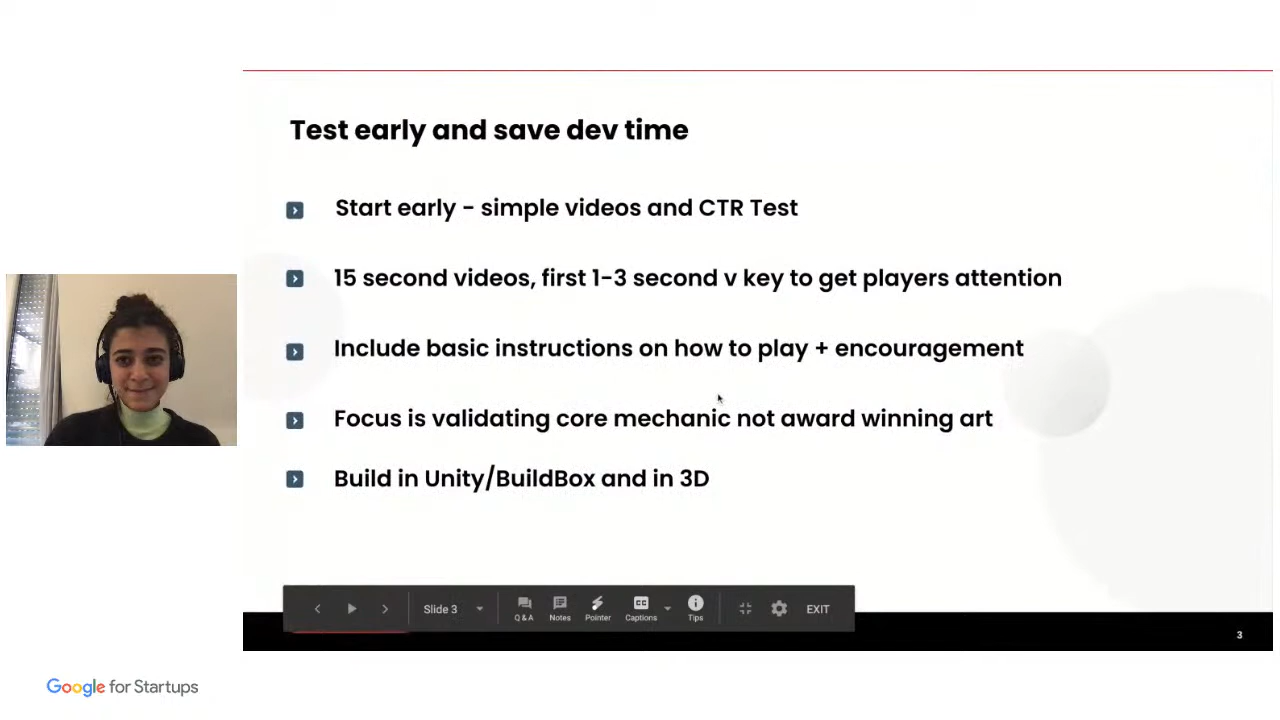 Test early and save dev time
Start early - simple videos and CTR Test
15 second videos, first 1-3 second v key to get players attention
Include basic instructions on how to play + encouragement
Focus is validating core mechanic not award winning art
Build in Unity/BuildBox and in 3D
Slide 3
Q & A
Notes
Pointer
CC
Captions
Tips
EXIT
3
Google for Startups